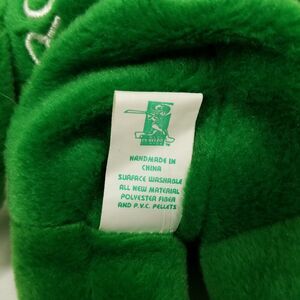 HANDMADE IN
CHINA
SURFACE WASHABLE
ALL NEW MATERIAL
POLYESTER FIBER
AND P.V.C. PELLETS